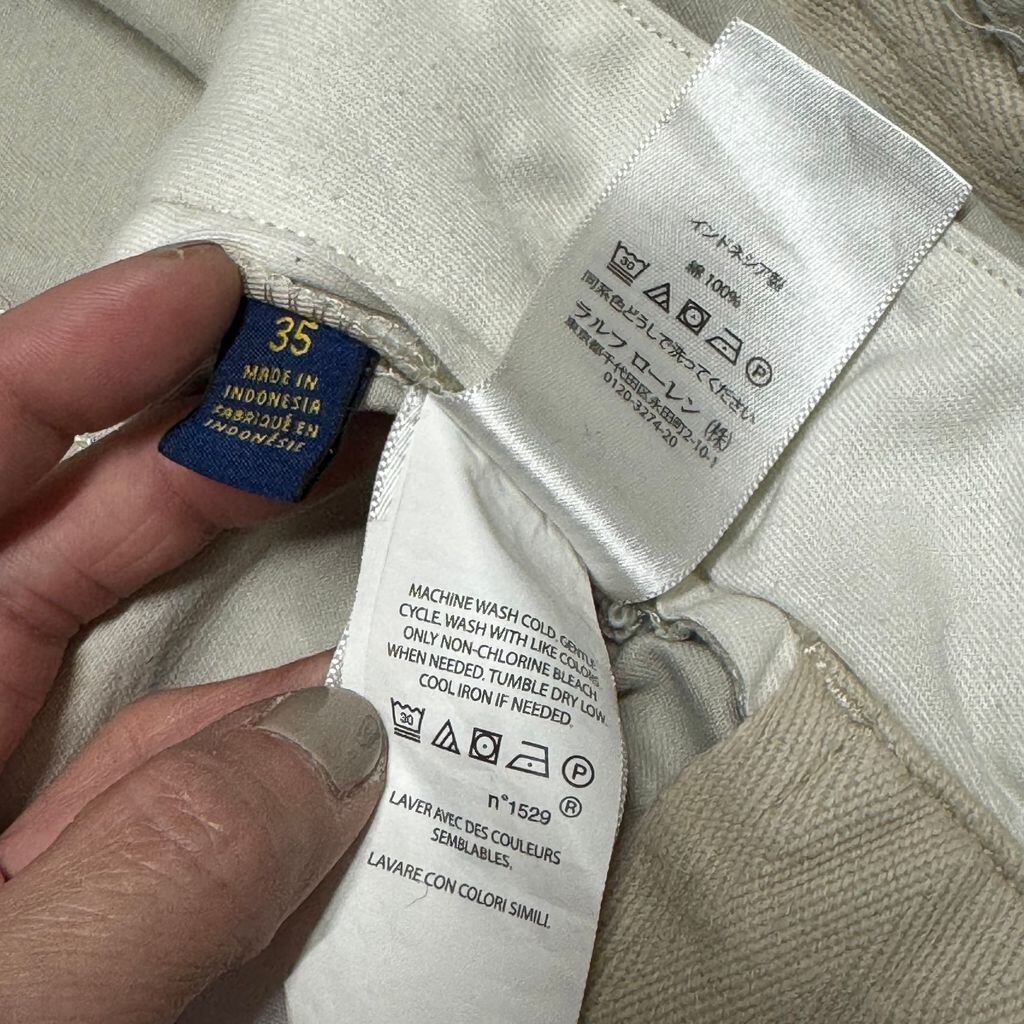 35
MADE IN
INDONESIA
FABRIQUÉ EN
INDONÉSIE
インドネシア製
綿 100%
30
P
同系色どうしで洗ってください
ラルフ ローレン (株)
東京都千代田区永田町2-10-1
0120-3274-20
MACHINE WASH COLD. GENTLE
CYCLE. WASH WITH LIKE COLORS
ONLY NON-CHLORINE BLEACH
WHEN NEEDED. TUMBLE DRY LOW.
COOL IRON IF NEEDED.
30
P
n°1529 ®
LAVER AVEC DES COULEURS
SEMBLABLES.
LAVARE CON COLORI SIMILI.